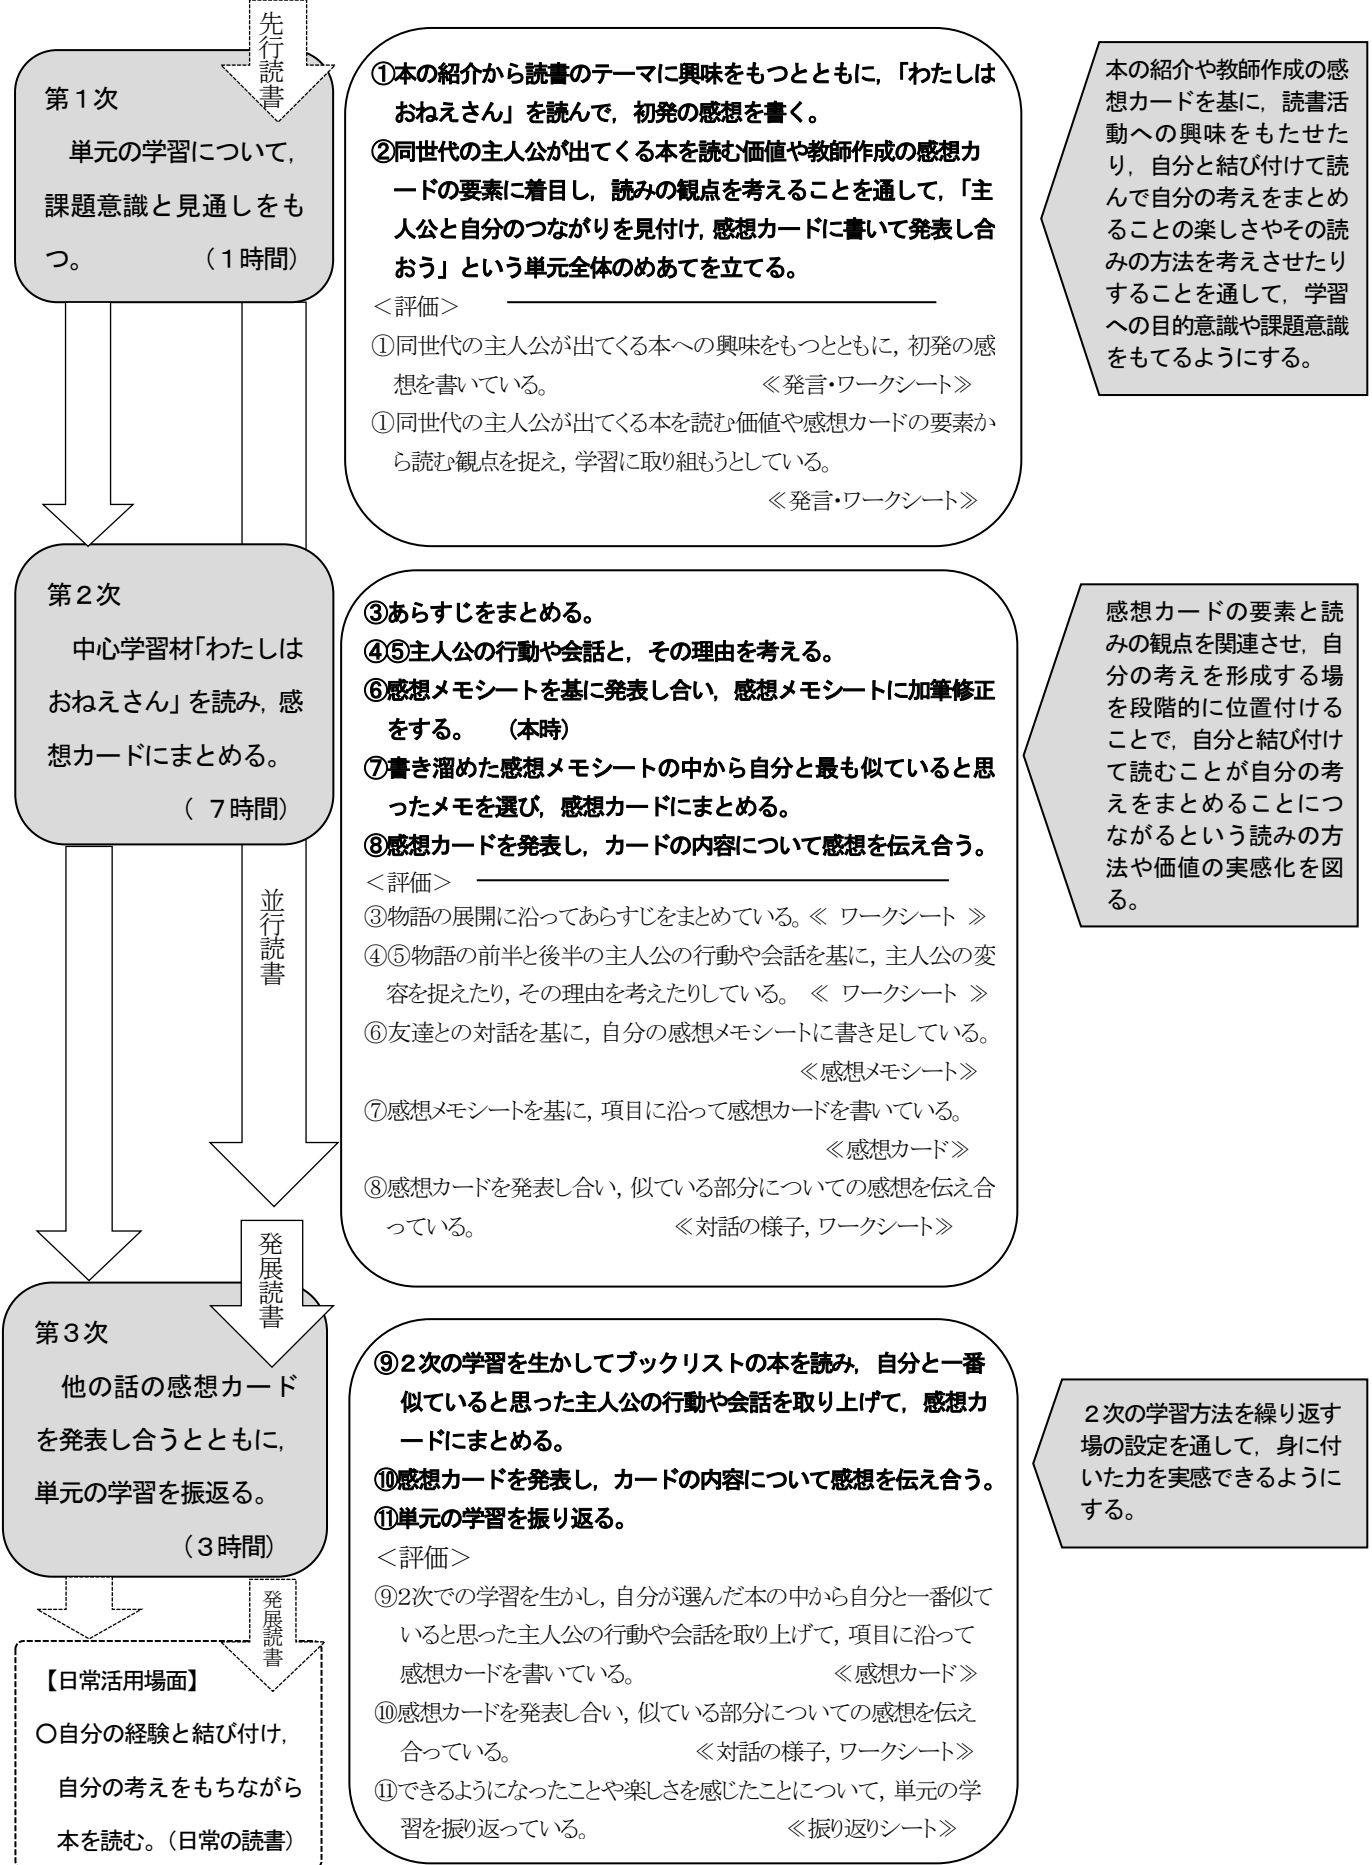 先行読書
第１次
単元の学習について，
課題意識と見通しをも
つ。　　　　（１時間）
①本の紹介から読書のテーマに興味をもつとともに，「わたしは
おねえさん」を読んで，初発の感想を書く。
②同世代の主人公が出てくる本を読む価値や教師作成の感想カ
ードの要素に着目し，読みの観点を考えることを通して，「主
人公と自分のつながりを見付け，感想カードに書いて発表し合
おう」という単元全体のめあてを立てる。
＜評価＞
①同世代の主人公が出てくる本への興味をもつとともに，初発の感
想を書いている。　　　　≪発言・ワークシート≫
①同世代の主人公が出てくる本を読む価値や感想カードの要素か
ら読む観点を捉え，学習に取り組もうとしている。
≪発言・ワークシート≫
本の紹介や教師作成の感
想カードを基に，読書活
動への興味をもたせた
り，自分と結び付けて読
んで自分の考えをまとめ
ることの楽しさやその読
みの方法を考えさせたり
することを通して，学習
への目的意識や課題意識
をもてるようにする。
第２次
中心学習材「わたしは
おねえさん」を読み，感
想カードにまとめる。
（ ７時間）
並行読書
③あらすじをまとめる。
④⑤主人公の行動や会話と，その理由を考える。
⑥感想メモシートを基に発表し合い，感想メモシートに加筆修正
をする。　（本時）
⑦書き溜めた感想メモシートの中から自分と最も似ていると思
ったメモを選び，感想カードにまとめる。
⑧感想カードを発表し，カードの内容について感想を伝え合う。
＜評価＞
③物語の展開に沿ってあらすじをまとめている。≪ ワークシート ≫
④⑤物語の前半と後半の主人公の行動や会話を基に，主人公の変
容を捉えたり，その理由を考えたりしている。 ≪ ワークシート ≫
⑥友達との対話を基に，自分の感想メモシートに書き足している。
≪感想メモシート≫
⑦感想メモシートを基に，項目に沿って感想カードを書いている。
≪感想カード≫
⑧感想カードを発表し合い，似ている部分についての感想を伝え合
っている。　　　　≪対話の様子，ワークシート≫
感想カードの要素と読
みの観点を関連させ，自
分の考えを形成する場
を段階的に位置付ける
ことで，自分と結び付け
て読むことが自分の考
えをまとめることにつ
ながるという読みの方
法や価値の実感化を図
る。
発展読書
第３次
他の話の感想カード
を発表し合うとともに，
単元の学習を振返る。
（３時間）
⑨２次の学習を生かしてブックリストの本を読み，自分と一番
似ていると思った主人公の行動や会話を取り上げて，感想カ
ードにまとめる。
⑩感想カードを発表し，カードの内容について感想を伝え合う。
⑪単元の学習を振り返る。
＜評価＞
⑨2次での学習を生かし，自分が選んだ本の中から自分と一番似て
いると思った主人公の行動や会話を取り上げて，項目に沿って
感想カードを書いている。　　　　≪感想カード≫
⑩感想カードを発表し合い，似ている部分についての感想を伝え
合っている。　　　　≪対話の様子，ワークシート≫
⑪できるようになったことや楽しさを感じたことについて，単元の学
習を振り返っている。　　　　≪振り返りシート≫
２次の学習方法を繰り返す
場の設定を通して，身に付
いた力を実感できるように
する。
発展読書
【日常活用場面】
〇自分の経験と結び付け，
自分の考えをもちながら
本を読む。（日常の読書）